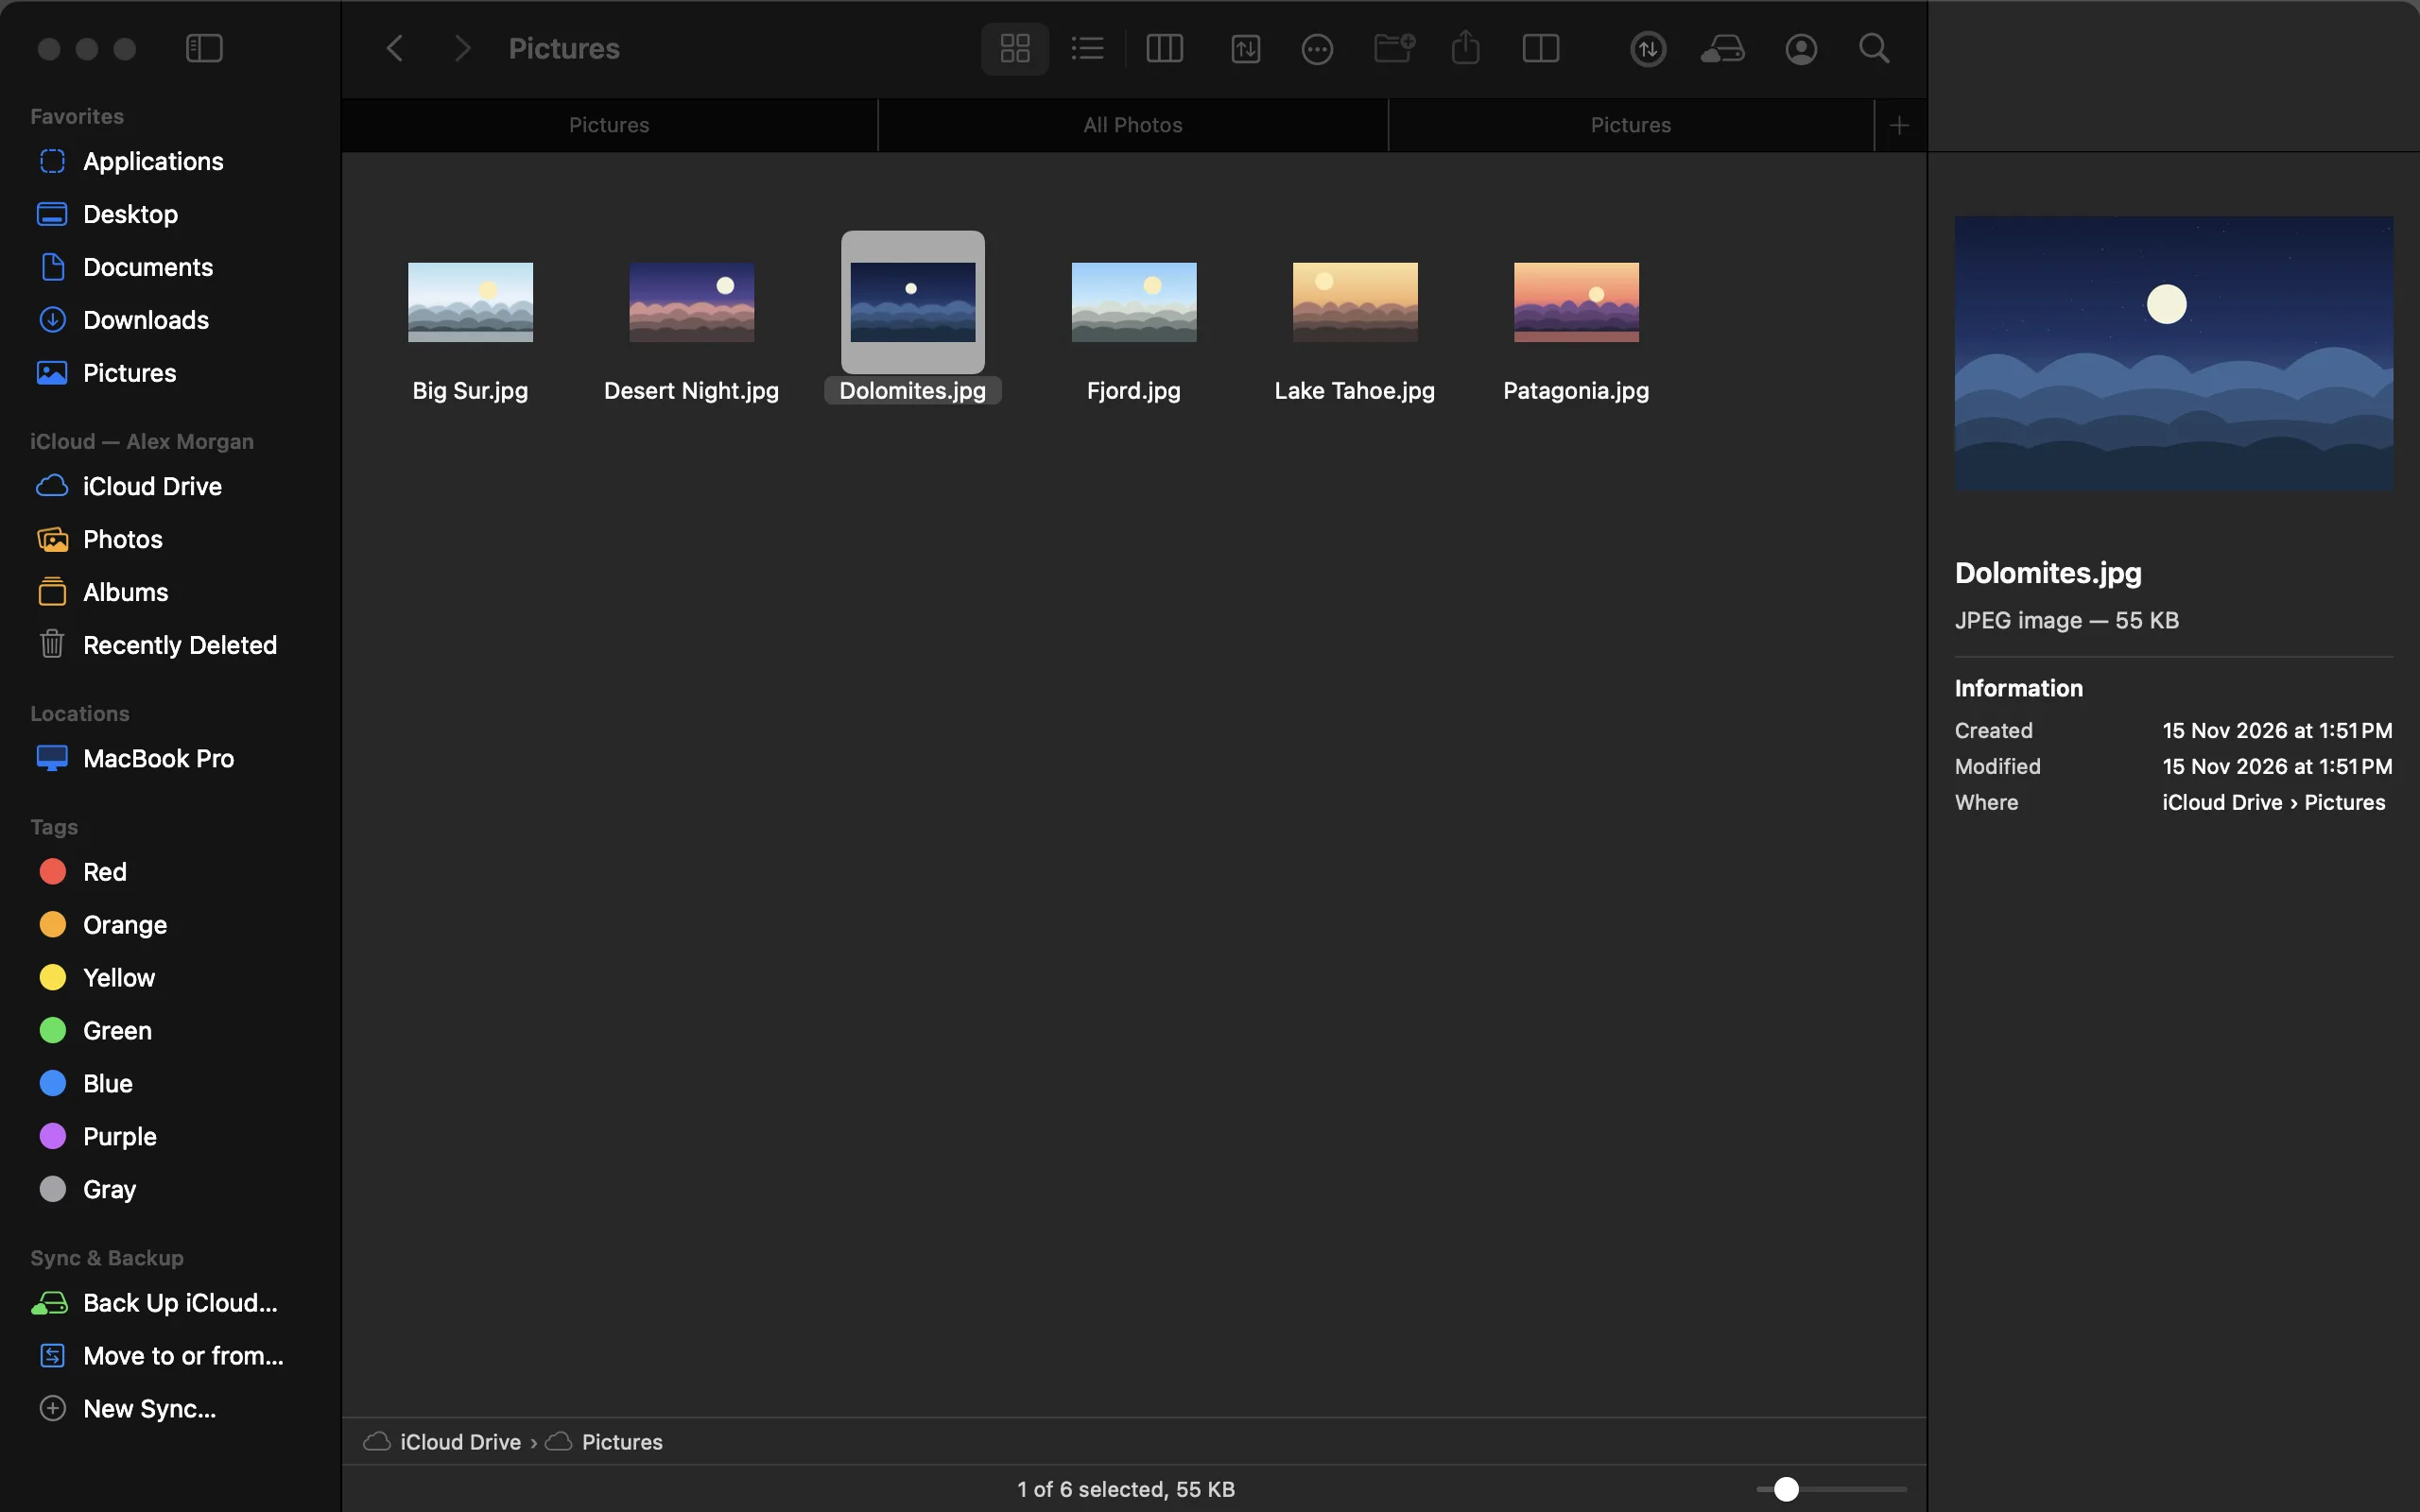 Pictures
Favorites
Applications
Desktop
Documents
Downloads
Pictures
iCloud — Alex Morgan
iCloud Drive
Photos
Albums
Recently Deleted
Locations
MacBook Pro
Tags
Red
Orange
Yellow
Green
Blue
Purple
Gray
Sync & Backup
Back Up iCloud...
Move to or from...
New Sync...
Pictures
All Photos
Pictures
Big Sur.jpg
Desert Night.jpg
Dolomites.jpg
Fjord.jpg
Lake Tahoe.jpg
Patagonia.jpg
iCloud Drive › Pictures
1 of 6 selected, 55 KB
Dolomites.jpg
JPEG image — 55 KB
Information
Created 15 Nov 2026 at 1:51 PM
Modified 15 Nov 2026 at 1:51 PM
Where iCloud Drive › Pictures